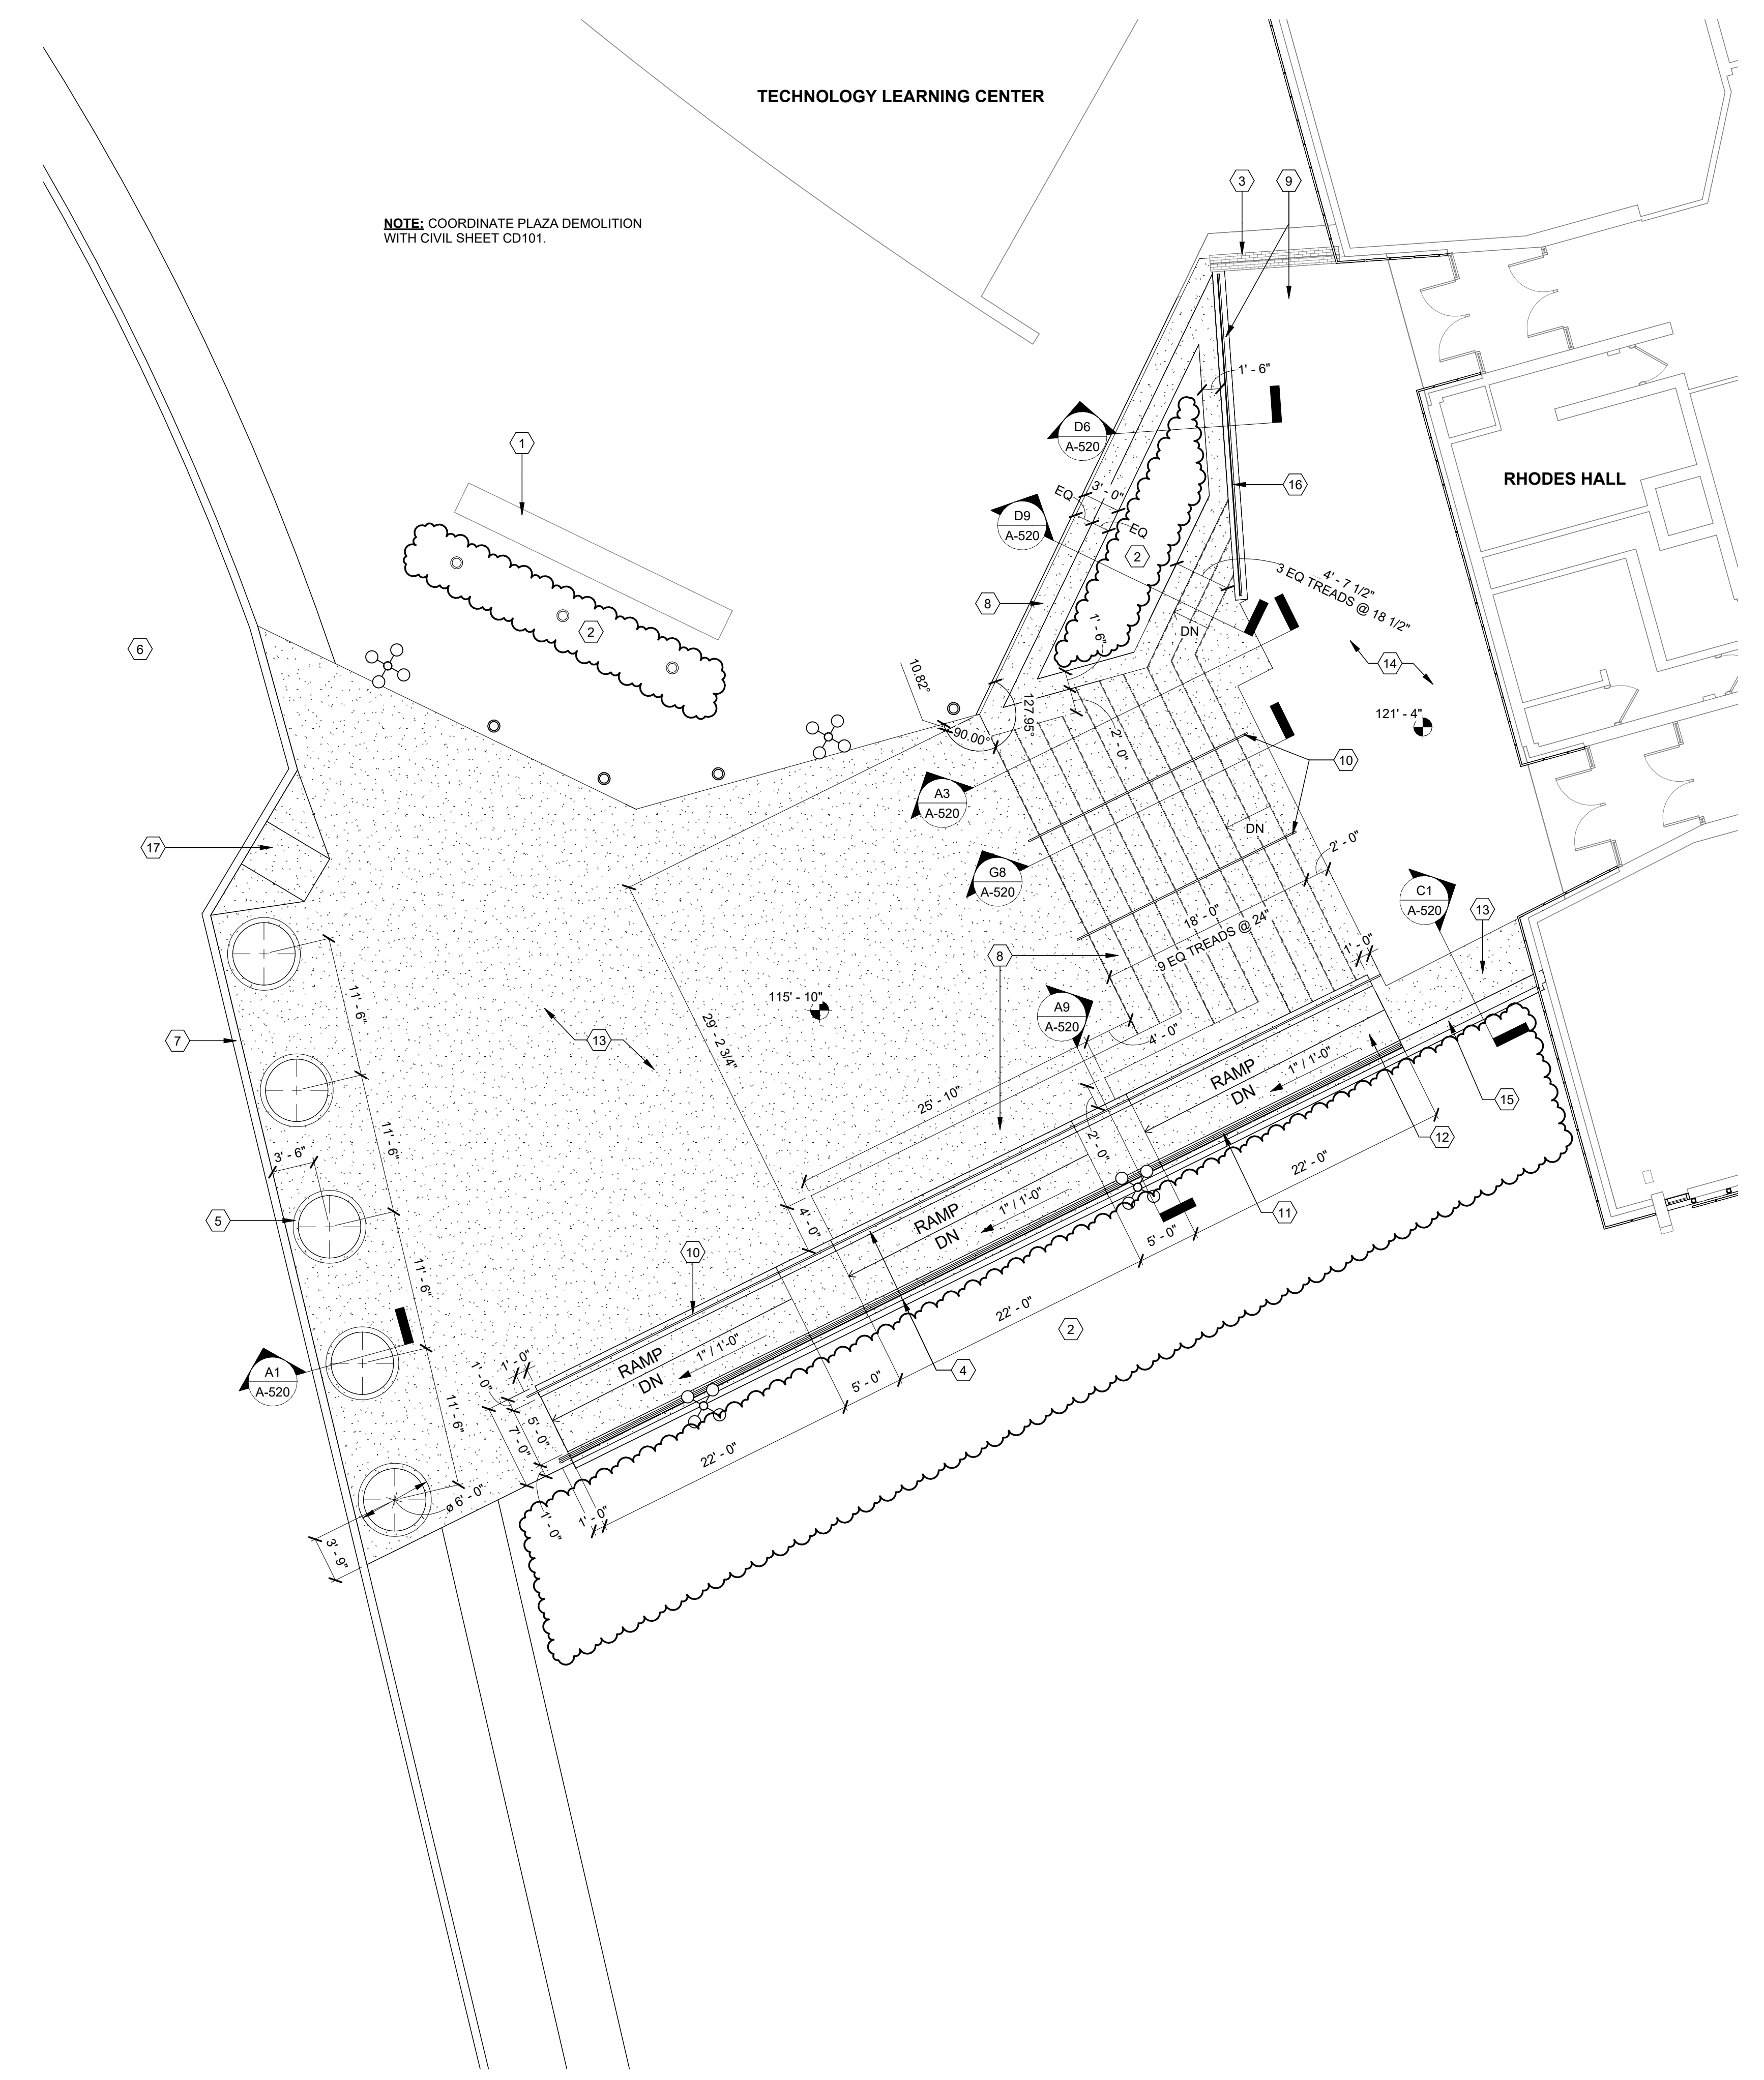 TECHNOLOGY LEARNING CENTER
3
9
NOTE: COORDINATE PLAZA DEMOLITION
WITH CIVIL SHEET CD101.
1' - 6"
D6
A-520
1
RHODES HALL
16
3' - 0"
EQ
D9
A-520
EQ
2
4' - 7 1/2"
3 EQ TREADS @ 18 1/2"
8
1' - 6"
DN
2
6
14
10.82°
127.95°
90.00°
121' - 4"
2' - 0"
10
A3
A-520
DN
2' - 0"
17
G8
A-520
C1
A-520
13
18' - 0"
9 EQ TREADS @ 24"
1' - 0"
8
11' - 6"
115' - 10"
A9
A-520
29' - 2 3/4"
7
13
4' - 0"
RAMP
DN
1" / 1'-0"
25' - 10"
15
12
11' - 6"
2' - 0"
3' - 6"
22' - 0"
5
RAMP
DN
1" / 1'-0"
4' - 0"
11
5' - 0"
10
11' - 6"
22' - 0"
2
RAMP
DN
1" / 1'-0"
A1
A-520
1' - 0"
1' - 0"
4
5' - 0"
11' - 6"
5' - 0"
7' - 0"
22' - 0"
ø 6' - 0"
1' - 0"
1' - 0"
3' - 9"